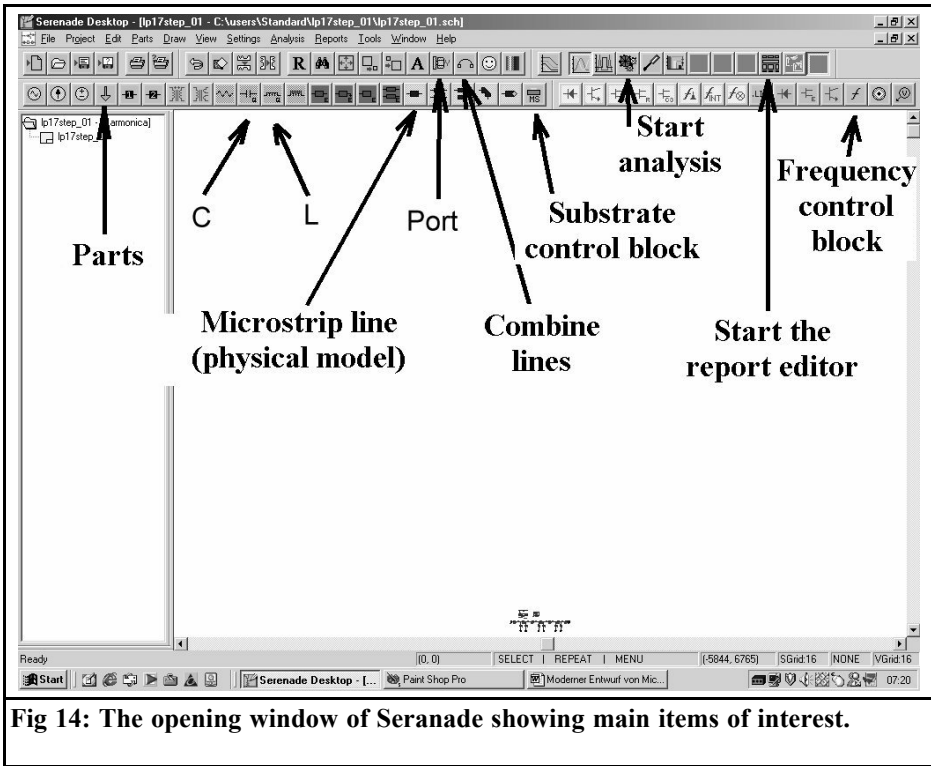 Serenade Desktop - [lp17step_01 - C:\users\Standard\lp17step_01\lp17step_01.sch]
File Project Edit Parts Draw View Settings Analysis Reports Tools Window Help
R A
MS
lp17step_01 -
armonica]
lp17step_
Start
analysis
Frequency
control
block
C
L
Port
Substrate
control block
Parts
Microstrip line
(physical model)
Combine
lines
Start the
report editor
Ready
(0, 0)
SELECT | REPEAT | MENU
(-5844, 6765)
SGrid:16
NONE
VGrid:16
Start
Serenade Desktop - [...
Paint Shop Pro
Moderner Entwurf von Mic...
07:20
Fig 14: The opening window of Seranade showing main items of interest.